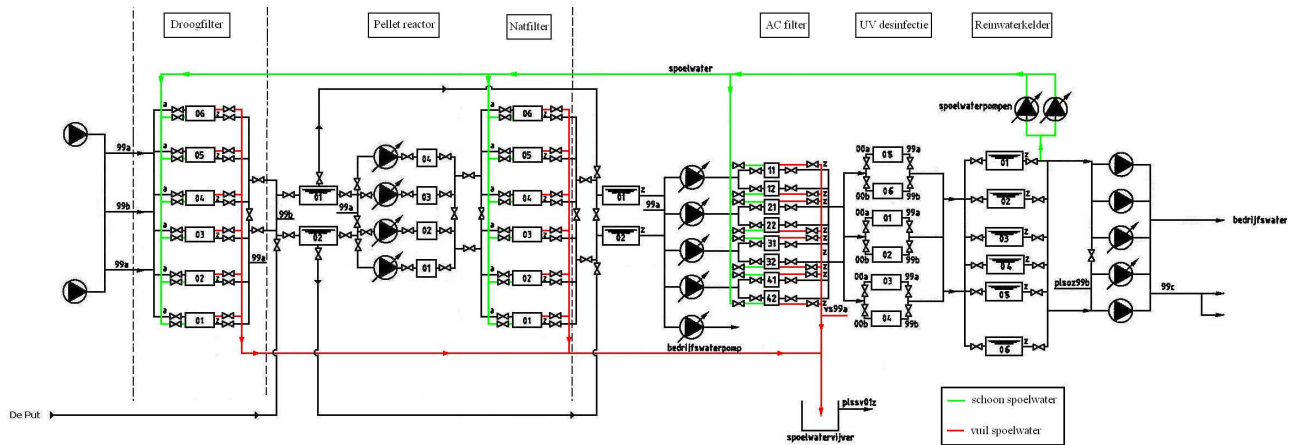 Droogfilter
Pellet reactor
Natfilter
AC filter
UV desinfectie
Reinwaterkelder
spoelwater
spoelwaterpompen
a 06 z
a 05 z
a 04 z
a 03 z
a 02 z
a 01 z
99a
99b
99a
99a
99b
01
02
99a
04
03
02
01
a 06 z
a 05 z
a 04 z
a 03 z
a 02 z
a 01 z
01 z
02 z
99a
bedrijfswaterpomp
11 z
12
21 z
22
31 z
32
41 z
42
vs99a
00a 05 99a
00b 06 99b
00a 01 99a
00b 02 99b
00a 03 99a
00b 04 99b
01 z
02 z
03 z
04 z
05 z
06 z
plsoz99b
99c
bedrijfswater
De Put
plssv01z
spoelwatervijver
schoon spoelwater
vuil spoelwater